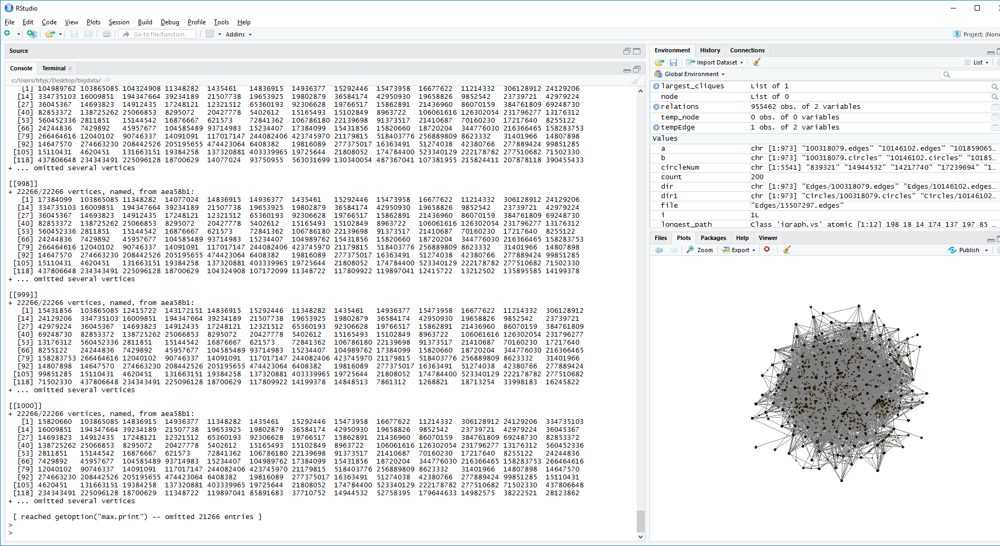 RStudio
File Edit Code View Plots Session Build Debug Profile Tools Help
Go to file/function Addins Project: (None
Source
Console Terminal
c:/Users/hfyjc/Desktop/bigdata/
[1] 104989762 103865085 104324908 11348282 1435461 14836915 14936377 15292446 15473958 16677622 11214332 306128912 24129206
[14] 334735103 16009851 194347664 39234189 21507738 19653925 19802879 36584174 42950930 19658826 9852542 23739721 42979224
[27] 36045367 14693823 14912435 17248121 12321512 65360193 92306628 19766517 15862891 21436960 86070159 384761809 69248730
[40] 82853372 138725262 25066853 8295072 20427778 5402612 15165493 15102849 8963722 106061616 126302054 231796277 13176312
[53] 560452336 2811851 15144542 16876667 621573 72841362 106786180 22139698 91373517 21410687 70160230 17217640 8255122
[66] 24244836 7429892 45957677 104585489 93714983 15234407 17384099 15431856 15820660 18720204 344776030 216366465 158283753
[79] 266464616 12040102 90746337 14091091 117017147 244082406 423745970 21179815 518403776 256889809 8623332 31401966 14807898
[92] 14647570 274663230 208442526 205195655 474423064 6408382 19816089 277375017 16363491 51274038 42380766 277889424 99851285
[105] 15110431 4620451 131663151 19384258 137320881 403339965 19725644 21808052 174784400 523340129 222178782 277510682 71502330
[118] 437806648 234343491 225096128 18700629 14077024 93750955 563031699 130340054 487367041 107381955 215824411 207878118 390455433
+ ... omitted several vertices
[[998]]
+ 22266/22266 vertices, named, from aea58b1:
[1] 17384099 103865085 11348282 14077024 14836915 14936377 1435461 15292446 15473958 16677622 11214332 306128912 24129206
[14] 334735103 16009851 194347664 39234189 21507738 19653925 19802879 36584174 42950930 19658826 9852542 23739721 42979224
[27] 36045367 14693823 14912435 17248121 12321512 65360193 92306628 19766517 15862891 21436960 86070159 384761809 69248730
[40] 82853372 138725262 25066853 8295072 20427778 5402612 15165493 15102849 8963722 106061616 126302054 231796277 13176312
[53] 560452336 2811851 15144542 16876667 621573 72841362 106786180 22139698 91373517 21410687 70160230 17217640 8255122
[66] 24244836 7429892 45957677 104585489 93714983 15234407 104989762 15431856 15820660 18720204 344776030 216366465 158283753
[79] 266464616 12040102 90746337 14091091 117017147 244082406 423745970 21179815 518403776 256889809 8623332 31401966 14807898
[92] 14647570 274663230 208442526 205195655 474423064 6408382 19816089 277375017 16363491 51274038 42380766 277889424 99851285
[105] 15110431 4620451 131663151 19384258 137320881 403339965 19725644 21808052 174784400 523340129 222178782 277510682 71502330
[118] 437806648 234343491 225096128 18700629 104324908 107172099 11348722 117809922 119897041 12415722 13212502 135895585 14199378
+ ... omitted several vertices
[[999]]
+ 22266/22266 vertices, named, from aea58b1:
[1] 15431856 103865085 12415722 143172151 14836915 15292446 11348282 1435461 14936377 15473958 16677622 11214332 306128912
[14] 24129206 334735103 16009851 194347664 39234189 21507738 19653925 19802879 36584174 42950930 19658826 9852542 23739721
[27] 42979224 36045367 14693823 14912435 17248121 12321512 65360193 92306628 19766517 15862891 21436960 86070159 384761809
[40] 69248730 82853372 138725262 25066853 8295072 20427778 5402612 15165493 15102849 8963722 106061616 126302054 231796277
[53] 13176312 560452336 2811851 15144542 16876667 621573 72841362 106786180 22139698 91373517 21410687 70160230 17217640
[66] 8255122 24244836 7429892 45957677 104585489 93714983 15234407 104989762 17384099 15820660 18720204 344776030 216366465
[79] 158283753 266464616 12040102 90746337 14091091 117017147 244082406 423745970 21179815 518403776 256889809 8623332 31401966
[92] 14807898 14647570 274663230 208442526 205195655 474423064 6408382 19816089 277375017 16363491 51274038 42380766 277889424
[105] 99851285 15110431 4620451 131663151 19384258 137320881 403339965 19725644 21808052 174784400 523340129 222178782 277510682
[118] 71502330 437806648 234343491 225096128 18700629 117809922 14199378 14848513 7861312 1268821 18713254 33998183 16245822
+ ... omitted several vertices
[[1000]]
+ 22266/22266 vertices, named, from aea58b1:
[1] 15820660 103865085 14836915 14936377 11348282 1435461 15292446 15473958 16677622 11214332 306128912 24129206 334735103
[14] 16009851 194347664 39234189 21507738 19653925 19802879 36584174 42950930 19658826 9852542 23739721 42979224 36045367
[27] 14693823 14912435 17248121 12321512 65360193 92306628 19766517 15862891 21436960 86070159 384761809 69248730 82853372
[40] 138725262 25066853 8295072 20427778 5402612 15165493 15102849 8963722 106061616 126302054 231796277 13176312 560452336
[53] 2811851 15144542 16876667 621573 72841362 106786180 22139698 91373517 21410687 70160230 17217640 8255122 24244836
[66] 7429892 45957677 104585489 93714983 15234407 104989762 17384099 15431856 18720204 344776030 216366465 158283753 266464616
[79] 12040102 90746337 14091091 117017147 244082406 423745970 21179815 518403776 256889809 8623332 31401966 14807898 14647570
[92] 274663230 208442526 205195655 474423064 6408382 19816089 277375017 16363491 51274038 42380766 277889424 99851285 15110431
[105] 4620451 131663151 19384258 137320881 403339965 19725644 21808052 174784400 523340129 222178782 277510682 71502330 437806648
[118] 234343491 225096128 18700629 11348722 119897041 85891683 37710752 14944532 52758395 179644633 14982575 38222521 28123862
+ ... omitted several vertices
[ reached getOption("max.print") -- omitted 21266 entries ]
>
>
Environment History Connections
Import Dataset List
Global Environment
largest_cliques List of 1
node List of 0
relations 955462 obs. of 2 variables
temp_node 0 obs. of 0 variables
tempEdge 1 obs. of 2 variables
Values
a chr [1:973] "100318079.edges" "10146102.edges" "101859065…
b chr [1:973] "100318079.circles" "10146102.circles" "10185…
circleNum chr [1:5541] "839321" "14944532" "14217740" "17239694" "1…
count 200
dir chr [1:973] "Edges/100318079.edges" "Edges/10146102.edges…
dir1 chr [1:973] "Circles/100318079.circles" "Circles/10146102…
file "Edges/15507297.edges"
i 1L
longest_path Class 'igraph.vs' atomic [1:12] 198 18 14 174 137 197 85 …
Files Plots Packages Help Viewer
Zoom Export Publish